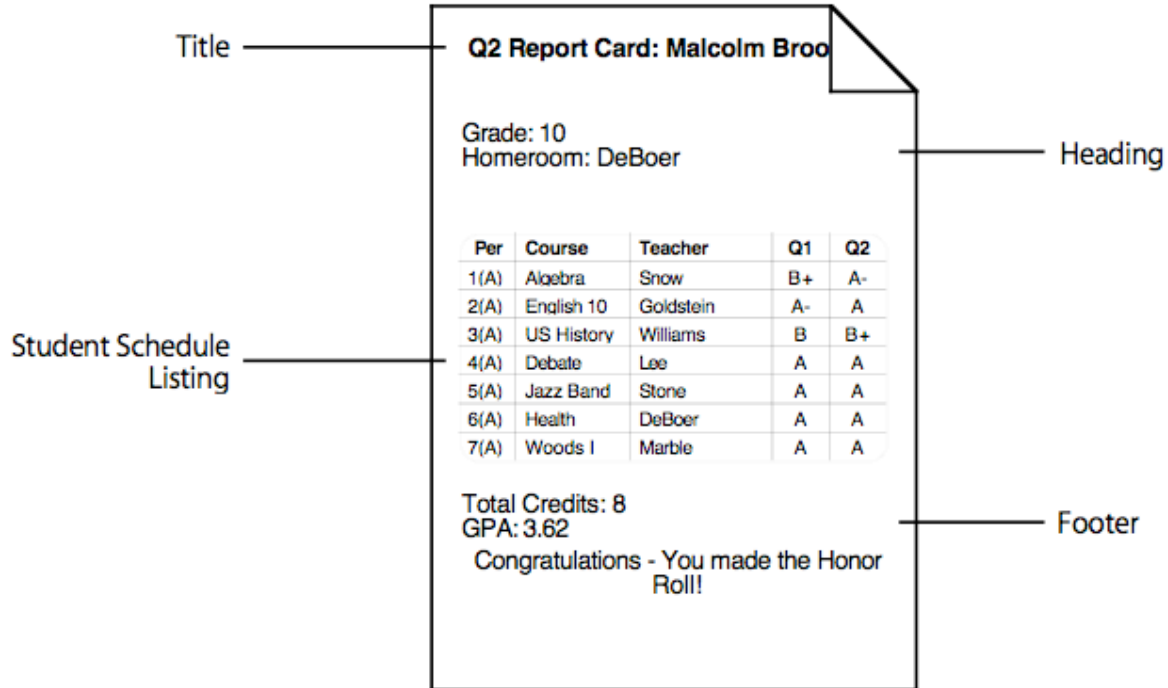 Title
Q2 Report Card: Malcolm Broo
Grade: 10
Homeroom: DeBoer
Heading
Per Course Teacher Q1 Q2
1(A) Algebra Snow B+ A-
2(A) English 10 Goldstein A- A
3(A) US History Williams B B+
4(A) Debate Lee A A
5(A) Jazz Band Stone A A
6(A) Health DeBoer A A
7(A) Woods I Marble A A
Student Schedule
Listing
Total Credits: 8
GPA: 3.62
Footer
Congratulations - You made the Honor
Roll!